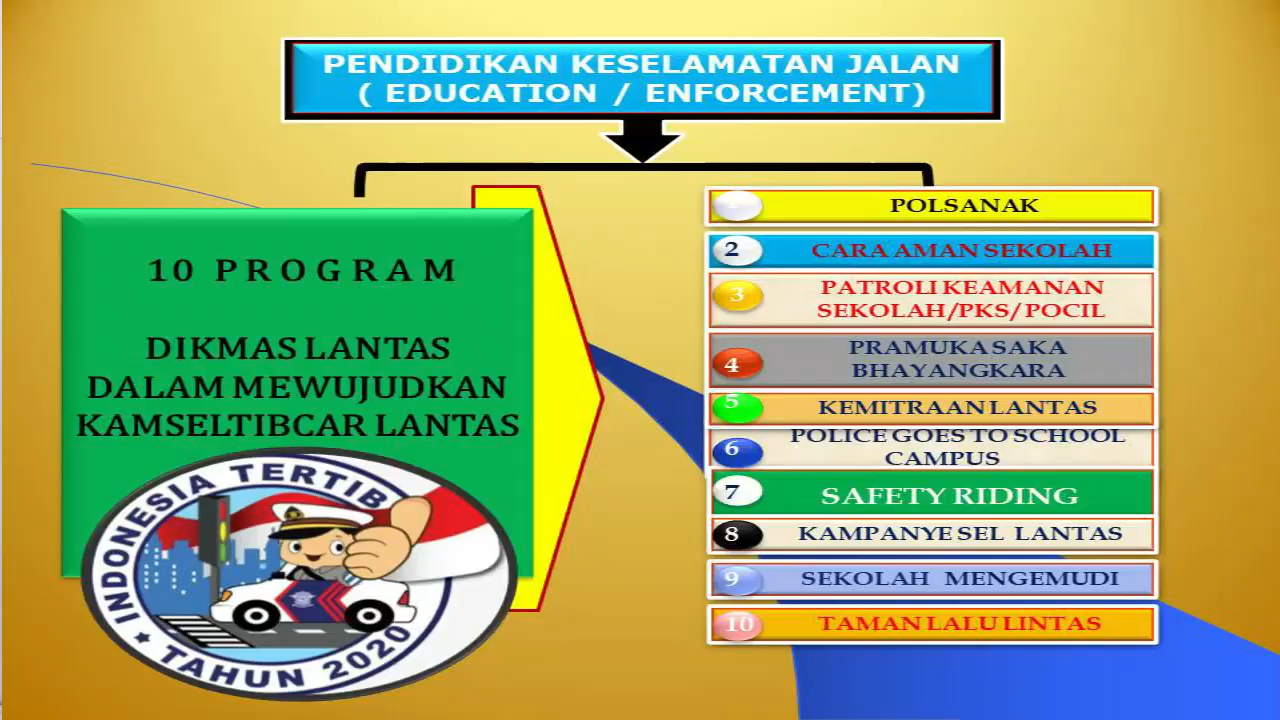 PENDIDIKAN KESELAMATAN JALAN
( EDUCATION / ENFORCEMENT)
10 PROGRAM
DIKMAS LANTAS
DALAM MEWUJUDKAN
KAMSELTIBCAR LANTAS
INDONESIA TERTIB
TAHUN 2020
1 POLSANAK
2 CARA AMAN SEKOLAH
3 PATROLI KEAMANAN
SEKOLAH/PKS/POCIL
4 PRAMUKA SAKA
BHAYANGKARA
5 KEMITRAAN LANTAS
6 POLICE GOES TO SCHOOL
CAMPUS
7 SAFETY RIDING
8 KAMPANYE SEL LANTAS
9 SEKOLAH MENGEMUDI
10 TAMAN LALU LINTAS